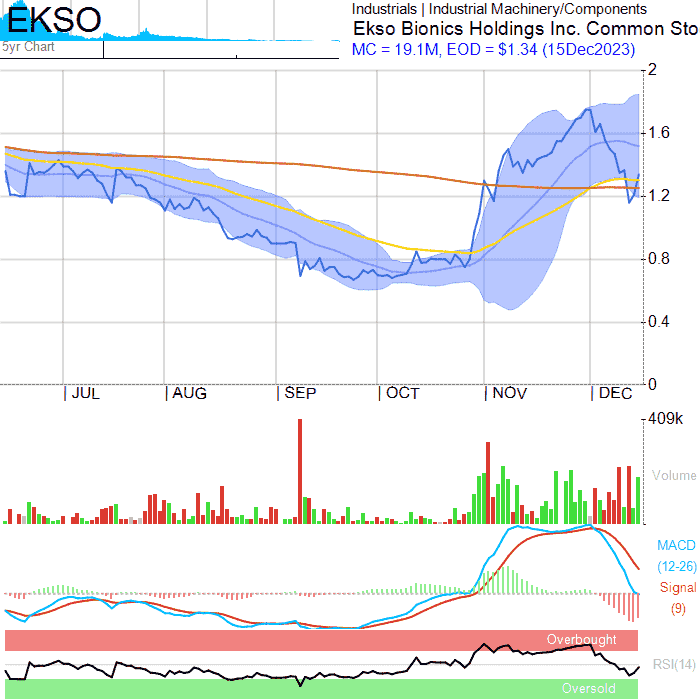 EKSO
5yr Chart
Industrials | Industrial Machinery/Components
Ekso Bionics Holdings Inc. Common Sto
MC = 19.1M, EOD = $1.34 (15Dec2023)
2
1.6
1.2
0.8
0.4
0
JUL AUG SEP OCT NOV DEC
409k
Volume
MACD
(12-26)
Signal
(9)
Overbought
RSI(14)
Oversold